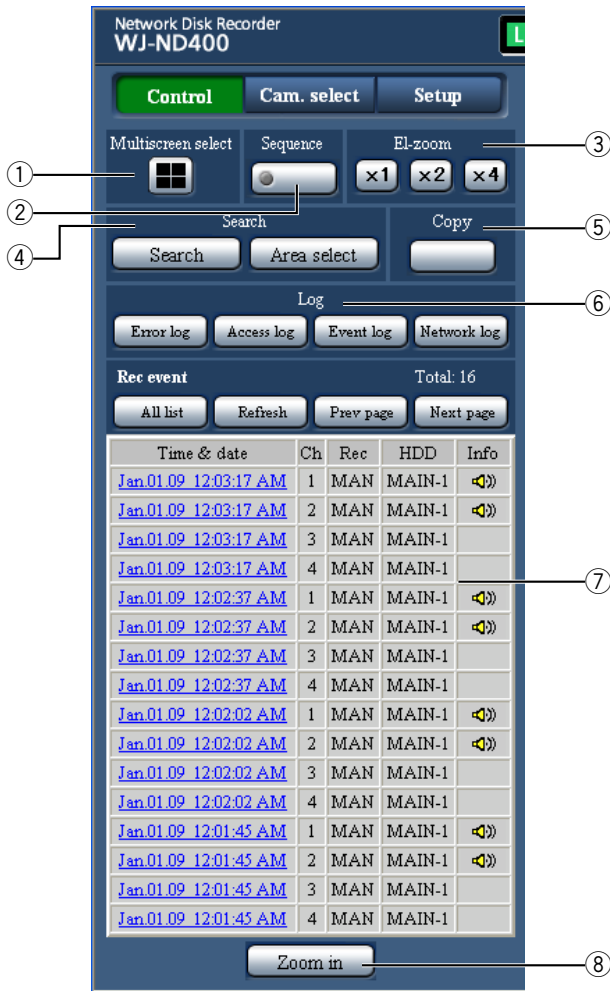 Network Disk Recorder
WJ-ND400
L
Control Cam. select Setup
Multiscreen select Sequence El-zoom ③
①
x1 x2 x4
②
Search Copy ⑤
④
Search Area select
Log ⑥
Error log Access log Event log Network log
Rec event Total: 16
All list Refresh Prev page Next page
Time & date Ch Rec HDD Info
Jan.01.09 12:03:17 AM 1 MAN MAIN-1
Jan.01.09 12:03:17 AM 2 MAN MAIN-1
Jan.01.09 12:03:17 AM 3 MAN MAIN-1
Jan.01.09 12:03:17 AM 4 MAN MAIN-1
⑦
Jan.01.09 12:02:37 AM 1 MAN MAIN-1
Jan.01.09 12:02:37 AM 2 MAN MAIN-1
Jan.01.09 12:02:37 AM 3 MAN MAIN-1
Jan.01.09 12:02:37 AM 4 MAN MAIN-1
Jan.01.09 12:02:02 AM 1 MAN MAIN-1
Jan.01.09 12:02:02 AM 2 MAN MAIN-1
Jan.01.09 12:02:02 AM 3 MAN MAIN-1
Jan.01.09 12:02:02 AM 4 MAN MAIN-1
Jan.01.09 12:01:45 AM 1 MAN MAIN-1
Jan.01.09 12:01:45 AM 2 MAN MAIN-1
Jan.01.09 12:01:45 AM 3 MAN MAIN-1
Jan.01.09 12:01:45 AM 4 MAN MAIN-1
Zoom in ⑧